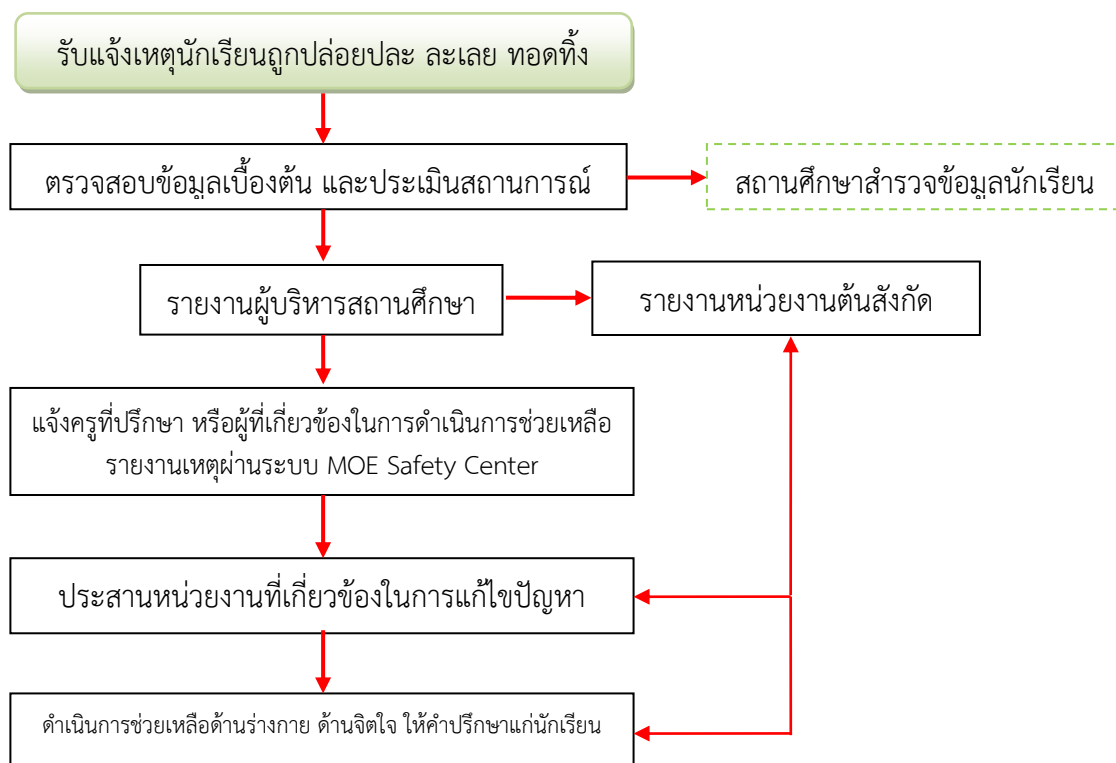 รับแจ้งเหตุนักเรียนถูกปล่อยปละ ละเลย ทอดทิ้ง
ตรวจสอบข้อมูลเบื้องต้น และประเมินสถานการณ์
สถานศึกษาสำรวจข้อมูลนักเรียน
รายงานผู้บริหารสถานศึกษา
รายงานหน่วยงานต้นสังกัด
แจ้งครูที่ปรึกษา หรือผู้ที่เกี่ยวข้องในการดำเนินการช่วยเหลือ
รายงานเหตุผ่านระบบ MOE Safety Center
ประสานหน่วยงานที่เกี่ยวข้องในการแก้ไขปัญหา
ดำเนินการช่วยเหลือด้านร่างกาย ด้านจิตใจ ให้คำปรึกษาแก่นักเรียน